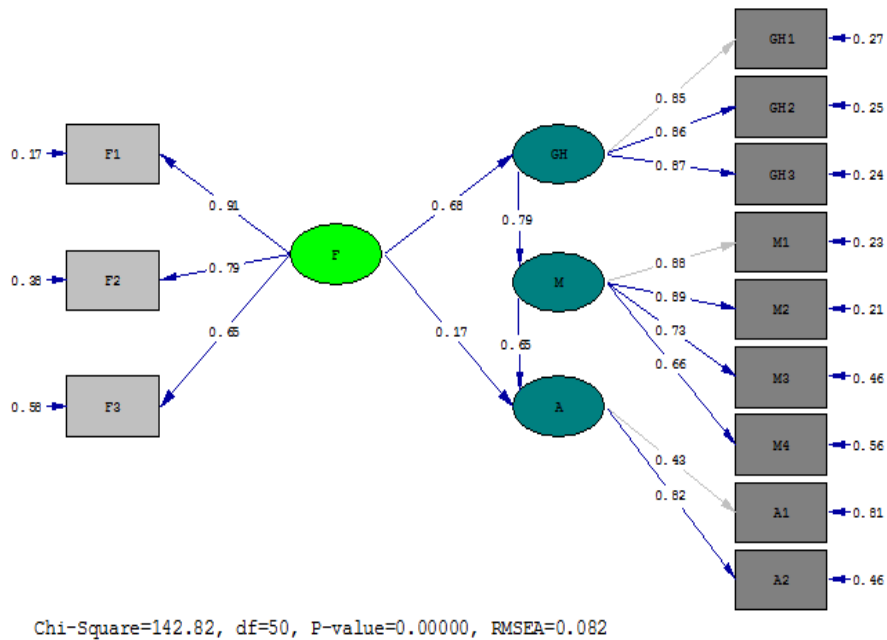 GH1
0.27
0.85
GH2
0.25
0.86
0.17
F1
GH
0.87
GH3
0.24
0.91
0.68
0.79
M1
0.23
0.88
F
0.79
0.38
F2
M
0.89
M2
0.21
0.73
0.65
0.17
0.65
0.66
M3
0.46
0.58
F3
A
M4
0.56
0.43
0.82
A1
0.81
A2
0.46
Chi-Square=142.82, df=50, P-value=0.00000, RMSEA=0.082